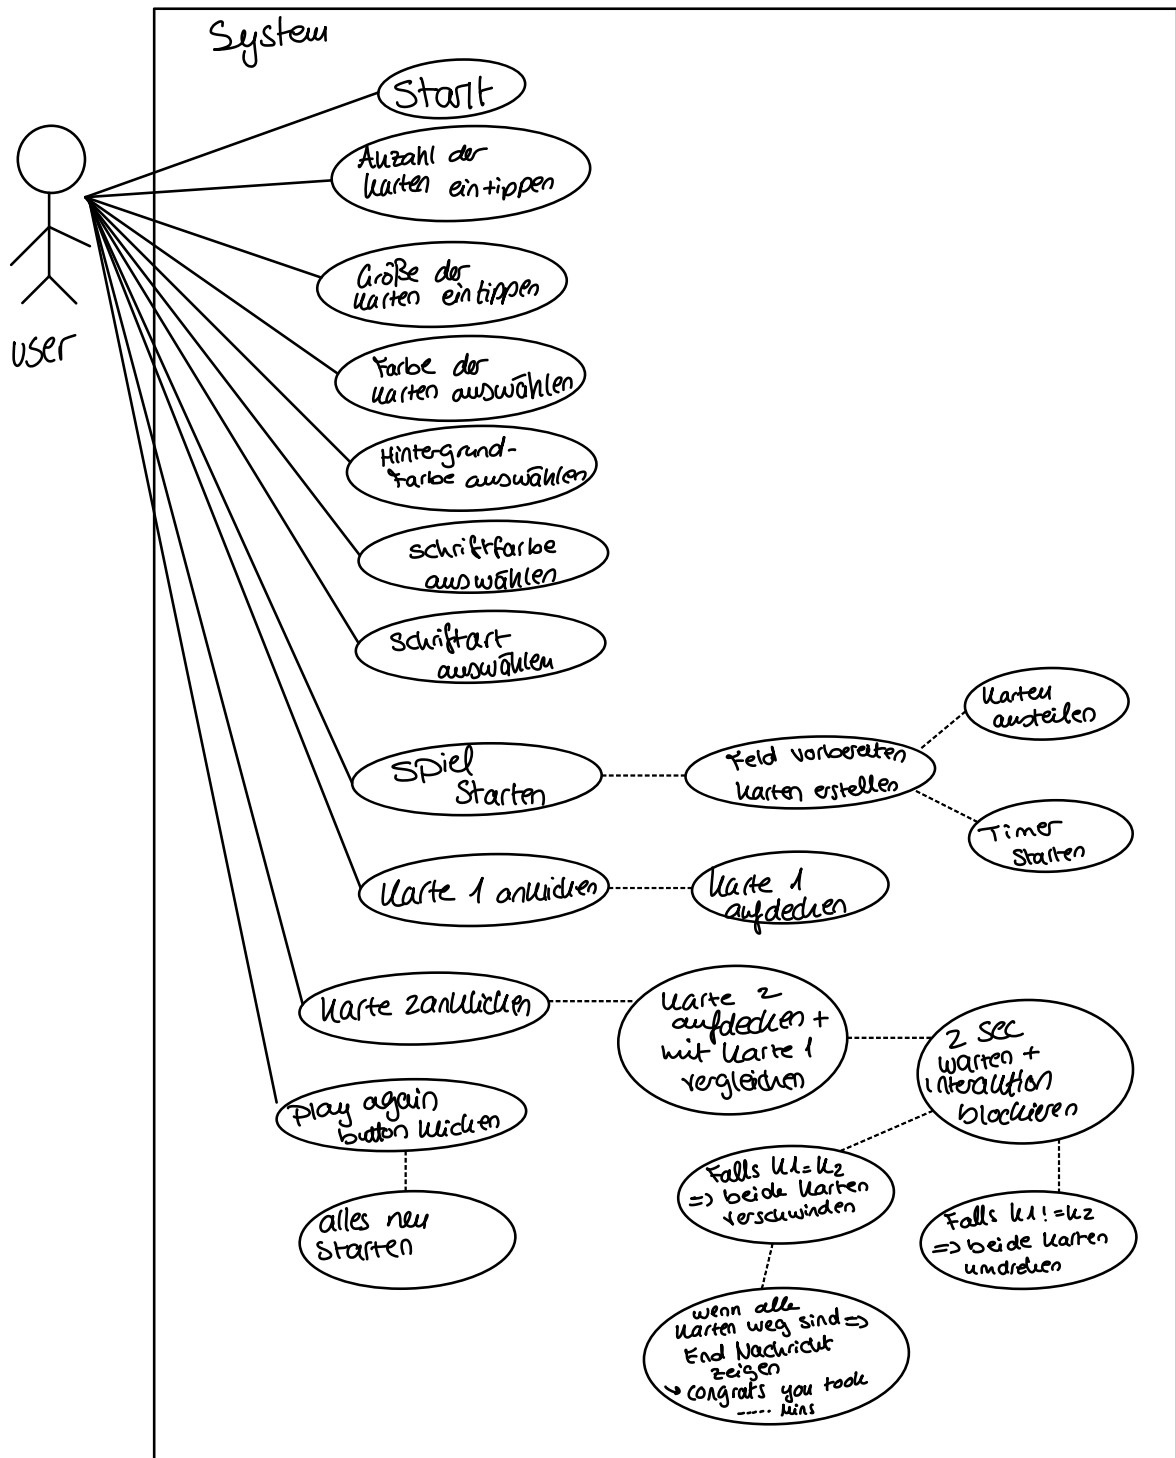 System
Start
Anzahl der
Karten eintippen
user
Größe der
Karten eintippen
Farbe der
Karten auswählen
Hintergrund-
farbe auswählen
Schriftfarbe
auswählen
Schriftart
auswählen
Spiel
Starten
Feld vorbereiten
Karten erstellen
Karten
austeilen
Timer
Starten
Karte 1 anklicken
Karte 1
aufdecken
Karte 2 anklicken
Karte 2
aufdecken +
mit Karte 1
vergleichen
2 sec
warten +
interaktion
blockieren
Play again
button klicken
alles neu
Starten
Falls K1=K2
=> beide Karten
verschwinden
Falls K1!=K2
=> beide Karten
umdrehen
wenn alle
Karten weg sind =>
End Nachricht
zeigen
↪ congrats you took
----- mins